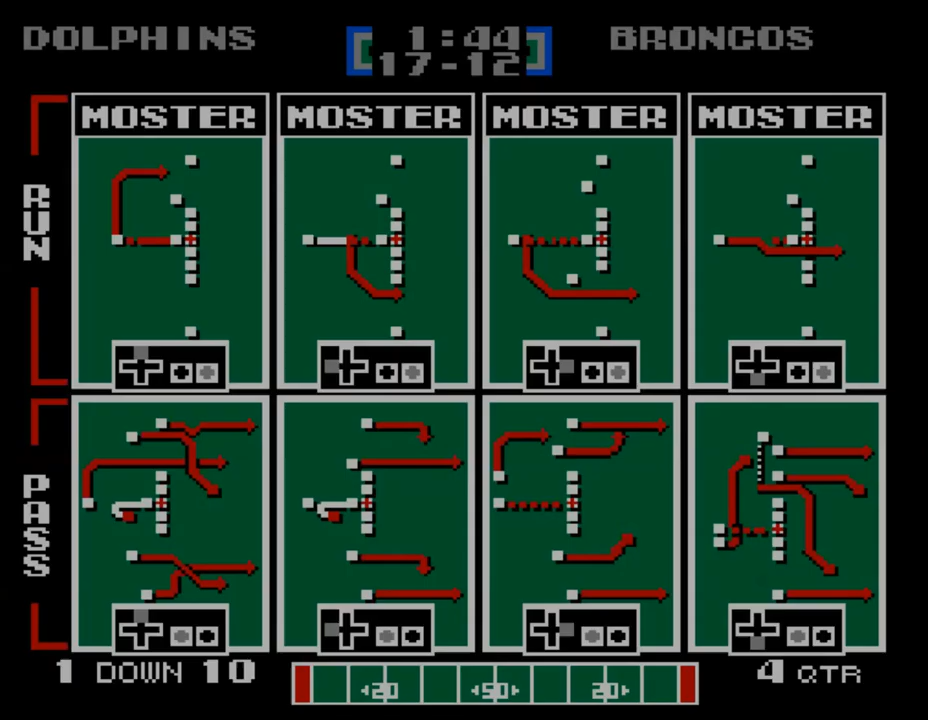 DOLPHINS 1:44 BRONCOS
17-12
MOSTER MOSTER MOSTER MOSTER
RUN
PASS
1 DOWN 10 4 QTR
20 50 20